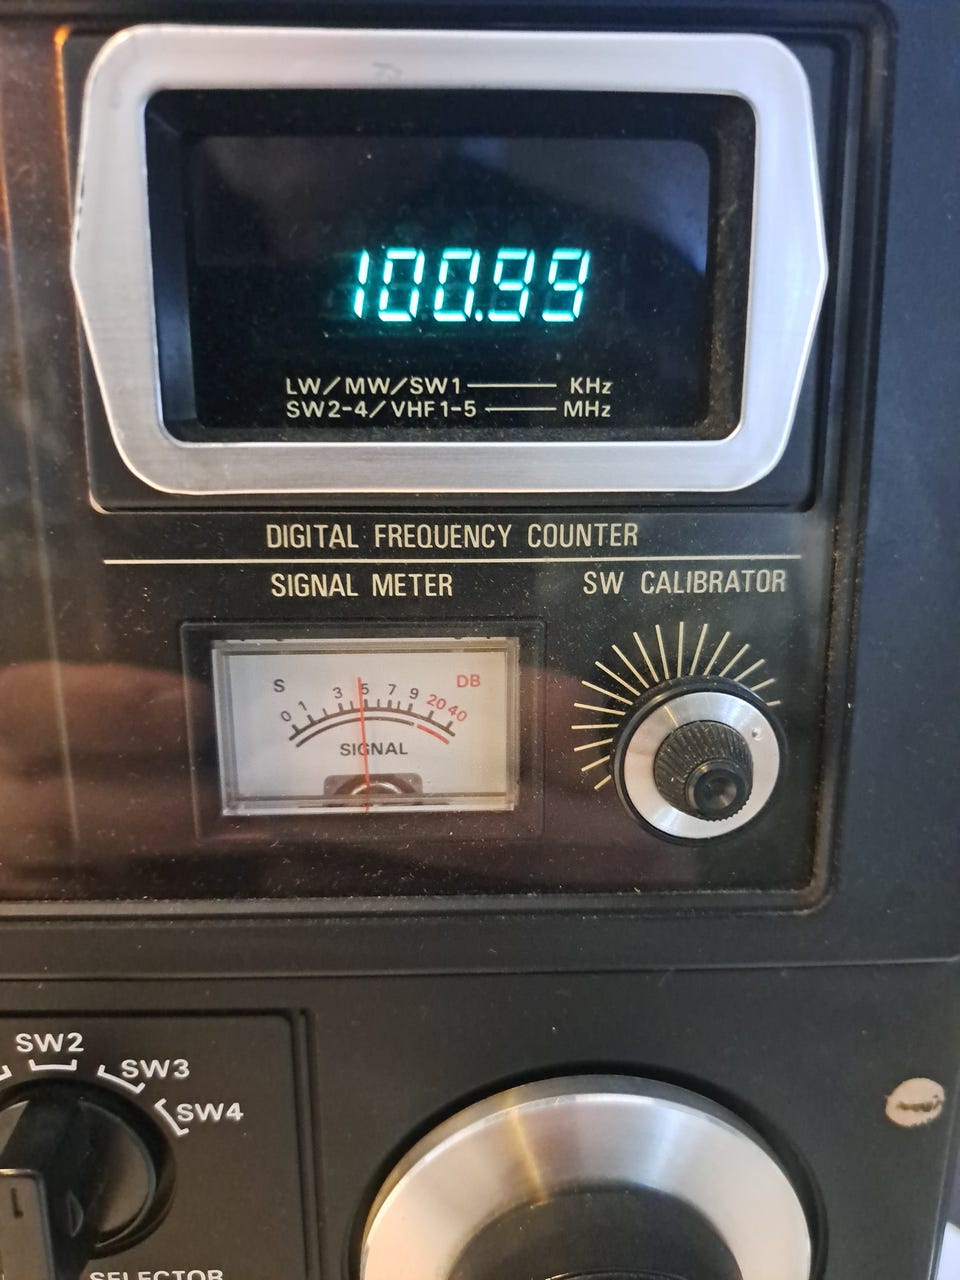 100.99
LW/MW/SW1 KHz
SW2-4/VHF1-5 MHz
DIGITAL FREQUENCY COUNTER
SIGNAL METER SW CALIBRATOR
S DB
0 1 3 5 7 9 20 40
SIGNAL
SW2
SW3
SW4
SELECTOR